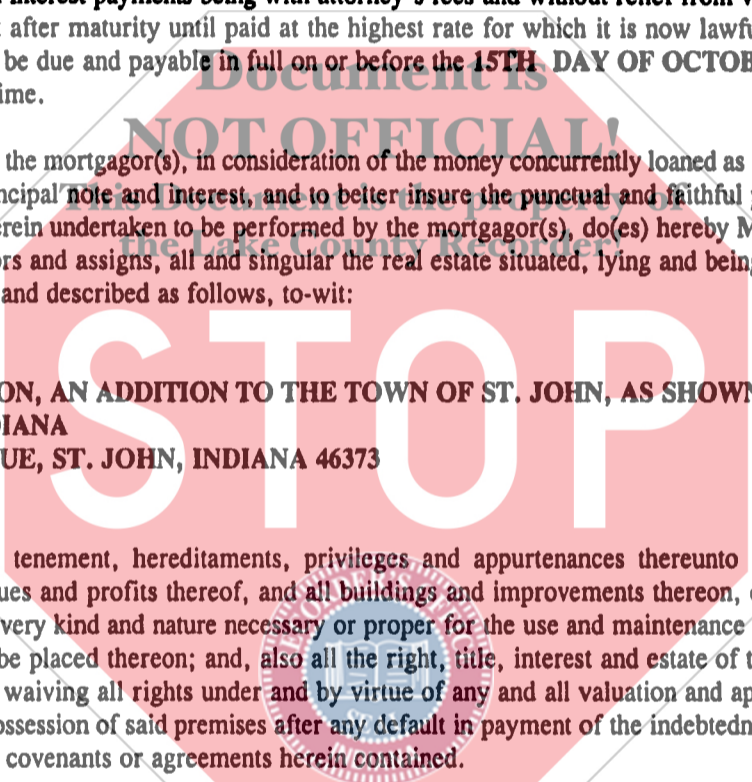 interest payments being with attorney's fees and without relief from
after maturity until paid at the highest rate for which it is now lawfu
be due and payable in full on or before the 15TH DAY OF OCTOB
Document is
ime.
NOT OFFICIAL!
the mortgagor(s), in consideration of the money concurrently loaned as
ncipal note and interest, and to better insure the punctual and faithful
This Document is the property of
erein undertaken to be performed by the mortgagor(s), do(es) hereby M
the Lake County Recorder!
rs and assigns, all and singular the real estate situated, lying and being
and described as follows, to-wit:
STOP
ON, AN ADDITION TO THE TOWN OF ST. JOHN, AS SHOWN
DIANA
UE, ST. JOHN, INDIANA 46373
tenement, hereditaments, privileges and appurtenances thereunto
ues and profits thereof, and all buildings and improvements thereon,
very kind and nature necessary or proper for the use and maintenance
be placed thereon; and, also all the right, title, interest and estate of t
waiving all rights under and by virtue of any and all valuation and ap
ossession of said premises after any default in payment of the indebtedn
covenants or agreements herein contained.